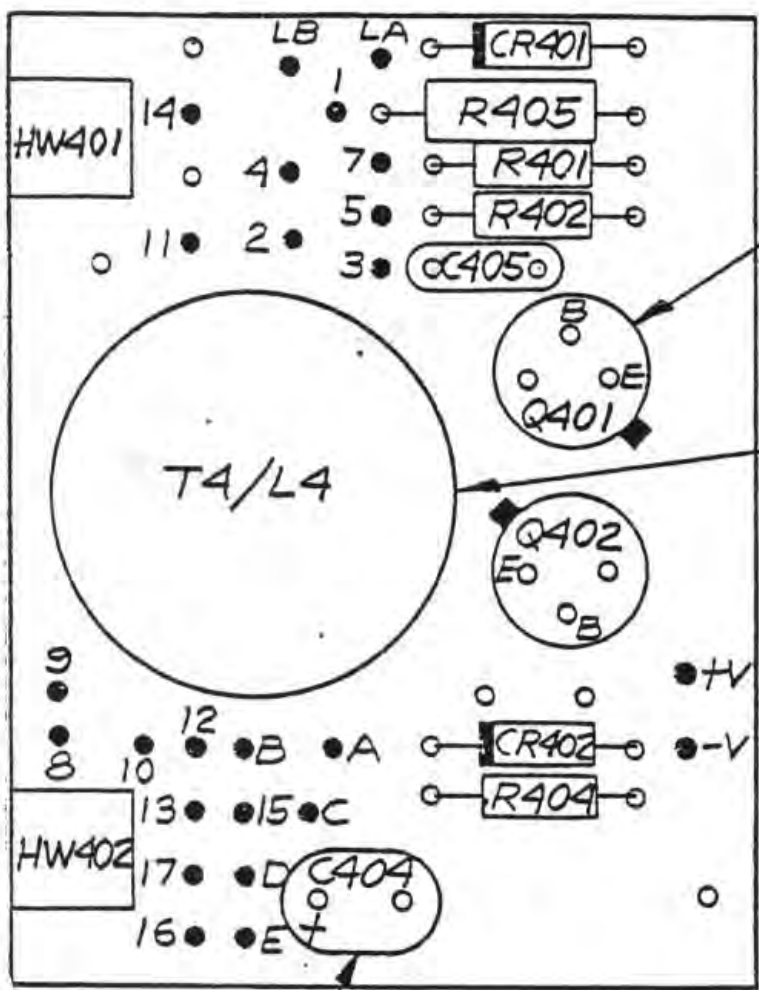 LB LA CR401
1
14 R405
HW401
4 7 R401
5 R402
11 2
3 C405
B
E
Q401
T4/L4
Q402
E
B
9
+V
12
B A CR402 -V
8 10
R404
13 15 C
HW402
17 D C404
16 E +